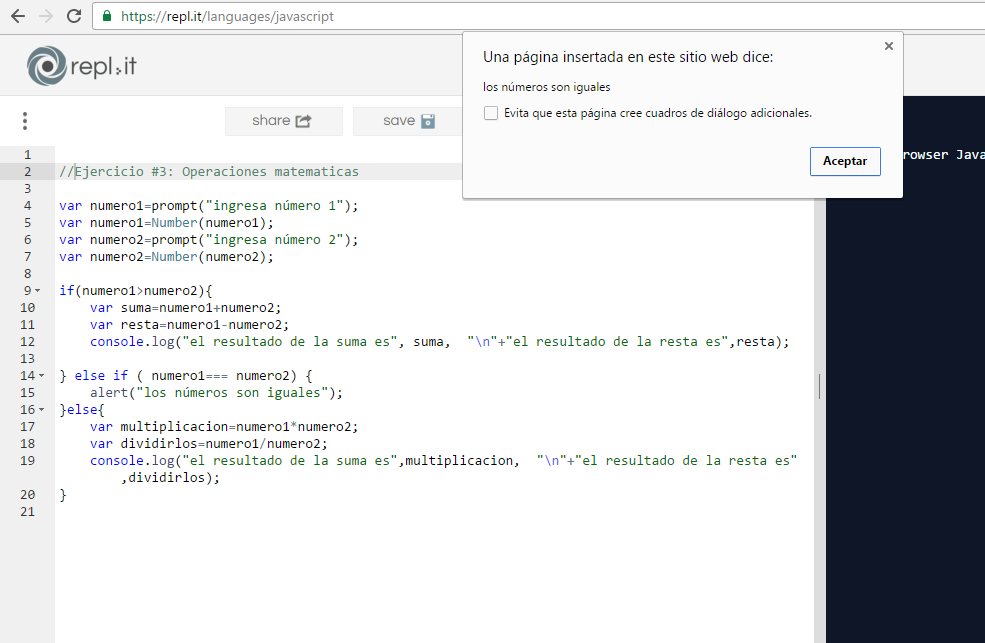 https://repl.it/languages/javascript
repl.it
Una página insertada en este sitio web dice:
los números son iguales
Evita que esta página cree cuadros de diálogo adicionales.
Aceptar
share
save
rowser Java
1
2 //Ejercicio #3: Operaciones matematicas
3
4 var numero1=prompt("ingresa número 1");
5 var numero1=Number(numero1);
6 var numero2=prompt("ingresa número 2");
7 var numero2=Number(numero2);
8
9 if(numero1>numero2){
10 var suma=numero1+numero2;
11 var resta=numero1-numero2;
12 console.log("el resultado de la suma es", suma, "\n"+"el resultado de la resta es",resta);
13
14 } else if ( numero1=== numero2) {
15 alert("los números son iguales");
16 }else{
17 var multiplicacion=numero1*numero2;
18 var dividirlos=numero1/numero2;
19 console.log("el resultado de la suma es",multiplicacion, "\n"+"el resultado de la resta es"
,dividirlos);
20 }
21